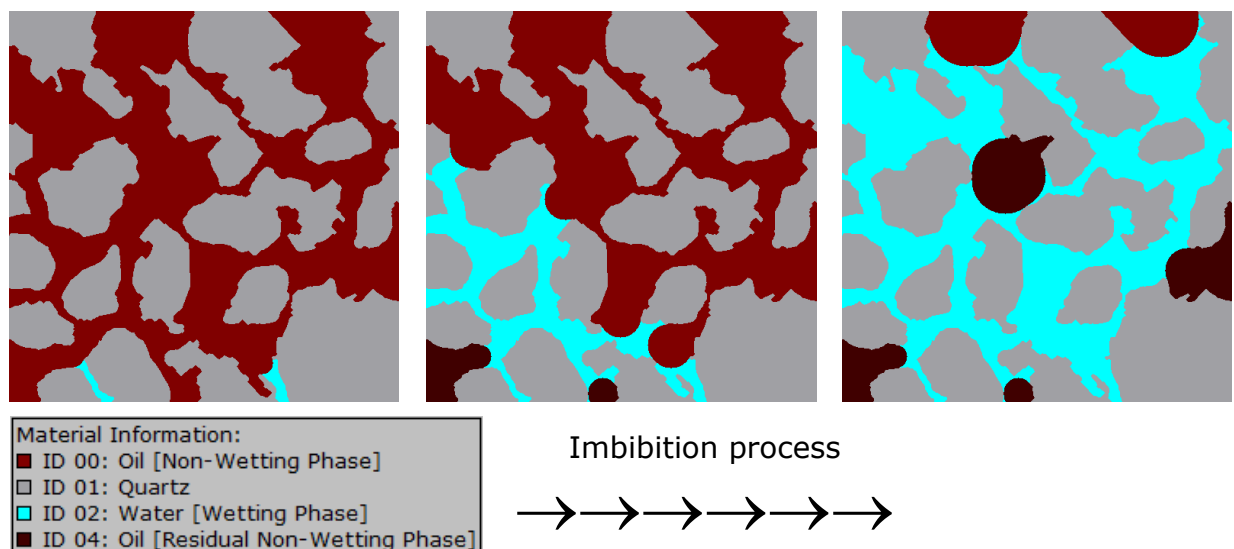 Material Information:
ID 00: Oil [Non-Wetting Phase]
ID 01: Quartz
ID 02: Water [Wetting Phase]
ID 04: Oil [Residual Non-Wetting Phase]
Imbibition process